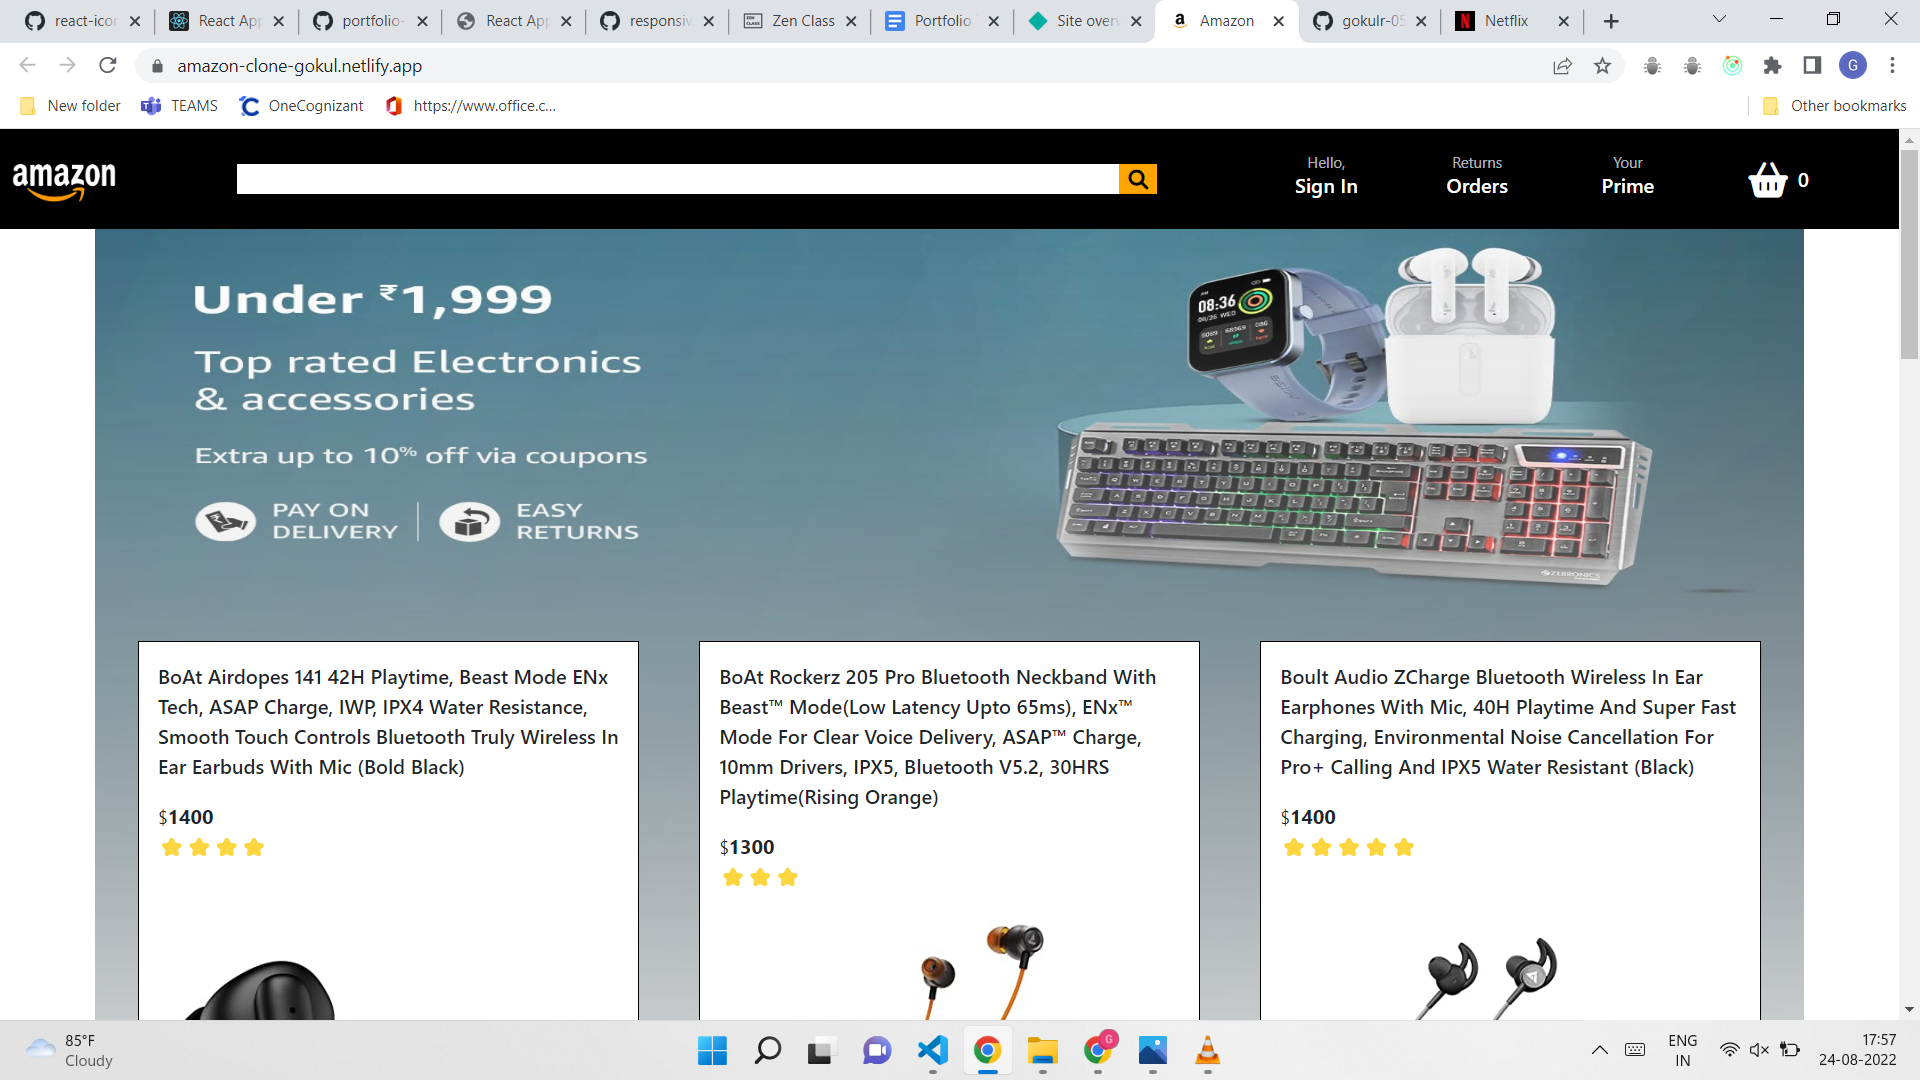 react-icon
React App
portfolio-
React App
responsiv
Zen Class
Portfolio
Site overv
Amazon
gokulr-05
Netflix
amazon-clone-gokul.netlify.app
G
New folder
TEAMS
OneCognizant
https://www.office.c...
Other bookmarks
amazon
Hello,
Sign In
Returns
Orders
Your
Prime
0
Under ₹1,999
Top rated Electronics
& accessories
Extra up to 10% off via coupons
PAY ON
DELIVERY
EASY
RETURNS
08:36
ZEBRONICS
BoAt Airdopes 141 42H Playtime, Beast Mode ENx
Tech, ASAP Charge, IWP, IPX4 Water Resistance,
Smooth Touch Controls Bluetooth Truly Wireless In
Ear Earbuds With Mic (Bold Black)
$1400
BoAt Rockerz 205 Pro Bluetooth Neckband With
Beast™ Mode(Low Latency Upto 65ms), ENx™
Mode For Clear Voice Delivery, ASAP™ Charge,
10mm Drivers, IPX5, Bluetooth V5.2, 30HRS
Playtime(Rising Orange)
$1300
Boult Audio ZCharge Bluetooth Wireless In Ear
Earphones With Mic, 40H Playtime And Super Fast
Charging, Environmental Noise Cancellation For
Pro+ Calling And IPX5 Water Resistant (Black)
$1400
85°F
Cloudy
G
ENG
IN
17:57
24-08-2022